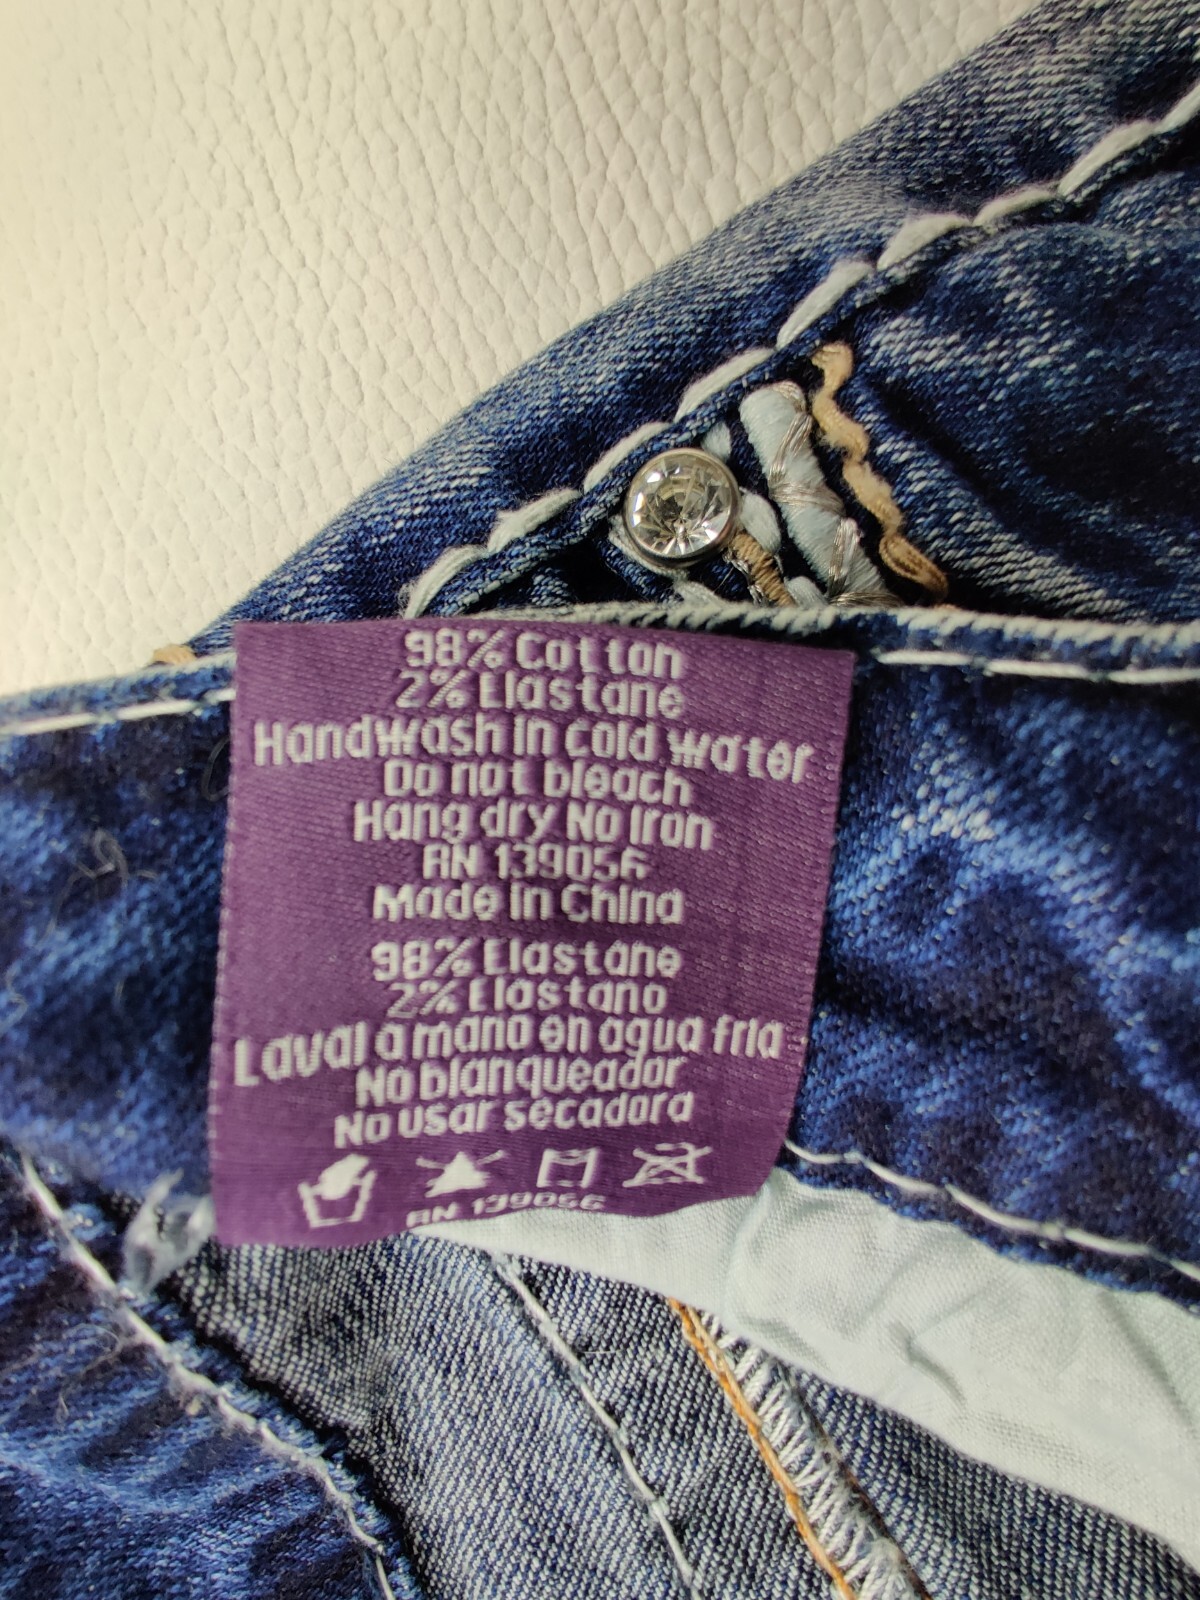 98% Cotton
2% Elastane
Handwash in cold water
Do not bleach
Hang dry No Iron
RN 139056
Made in China
98% Elastane
2% Elastano
Laval a mano en agua fria
No blanqueador
No usar secadora
RN 139056